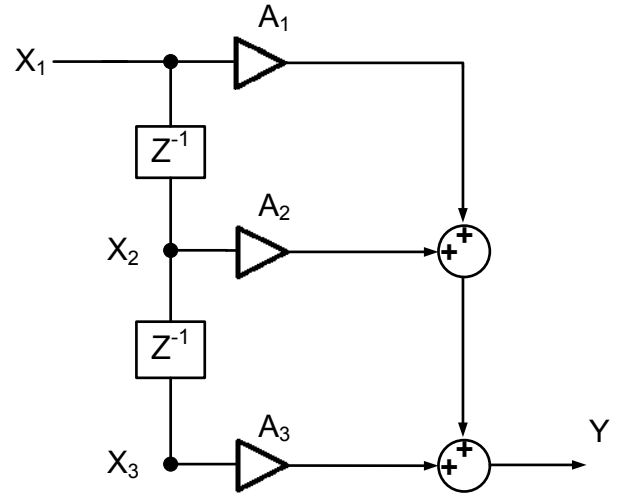 A₁
X₁
Z⁻¹
A₂
X₂
+
+
Z⁻¹
A₃
X₃
+
+
Y